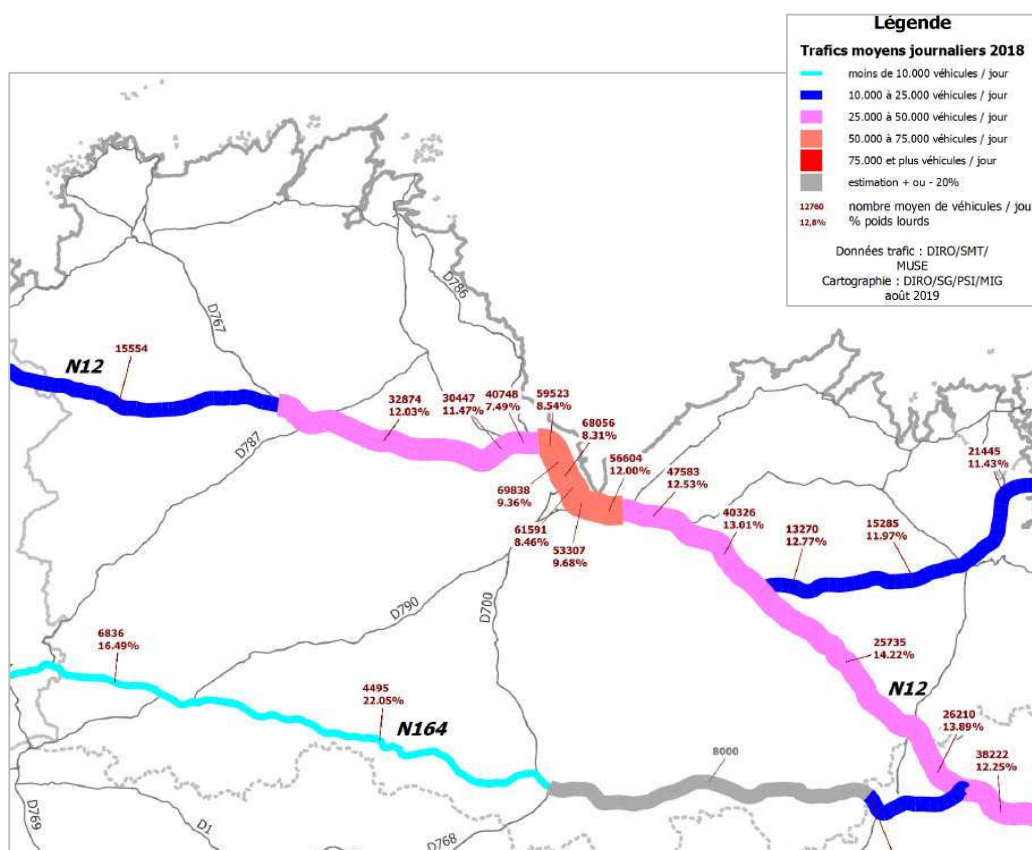 Légende
Trafics moyens journaliers 2018
moins de 10.000 véhicules / jour
10.000 à 25.000 véhicules / jour
25.000 à 50.000 véhicules / jour
50.000 à 75.000 véhicules / jour
75.000 et plus véhicules / jour
estimation + ou - 20%
12760 nombre moyen de véhicules / jou
12,8% % poids lourds
Données trafic : DIRO/SMT/
MUSE
Cartographie : DIRO/SG/PSI/MIG
août 2019
D786
D767
N12
15554
32874
12.03%
30447
11.47%
40748
7.49%
59523
8.54%
68056
8.31%
56604
12.00%
47583
12.53%
21445
11.43%
D787
69838
9.36%
61591
8.46%
53307
9.68%
40326
13.01%
13270
12.77%
15285
11.97%
D790
D700
6836
16.49%
25735
14.22%
4495
22.05%
N164
N12
26210
13.89%
8000
38222
12.25%
D769
D1
D768